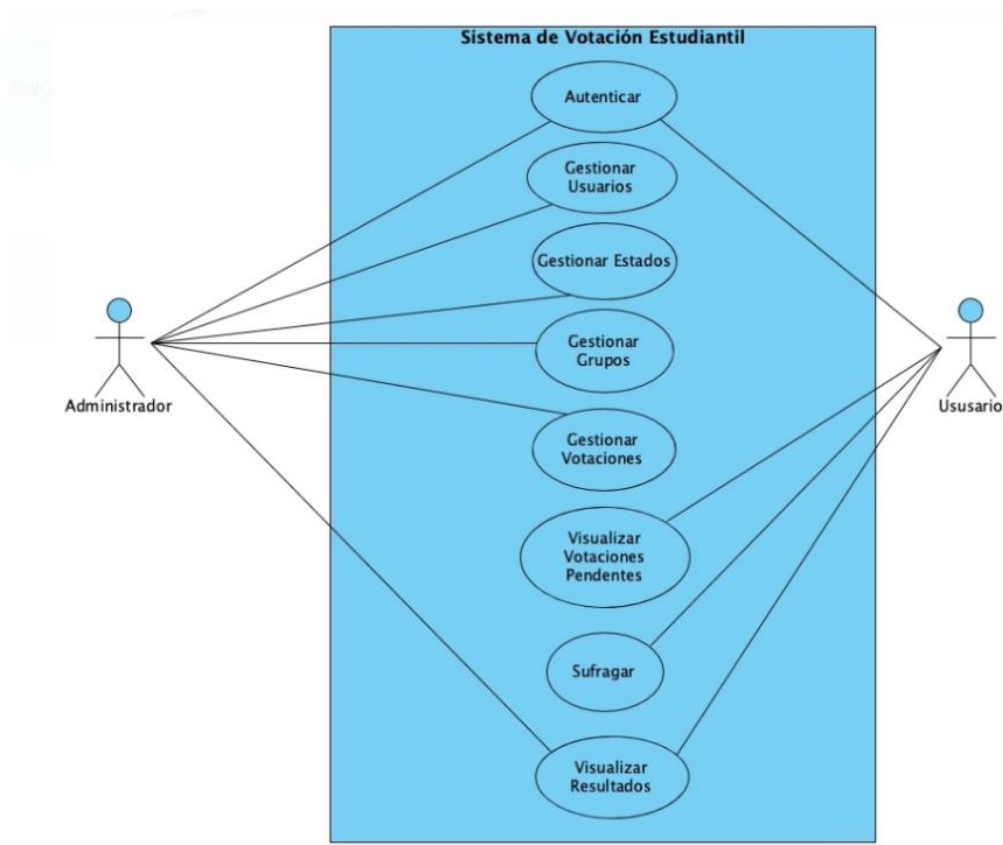 Sistema de Votación Estudiantil
Autenticar
Gestionar
Usuarios
Gestionar Estados
Gestionar
Grupos
Administrador
Ususario
Gestionar
Votaciones
Visualizar
Votaciones
Pendentes
Sufragar
Visualizar
Resultados